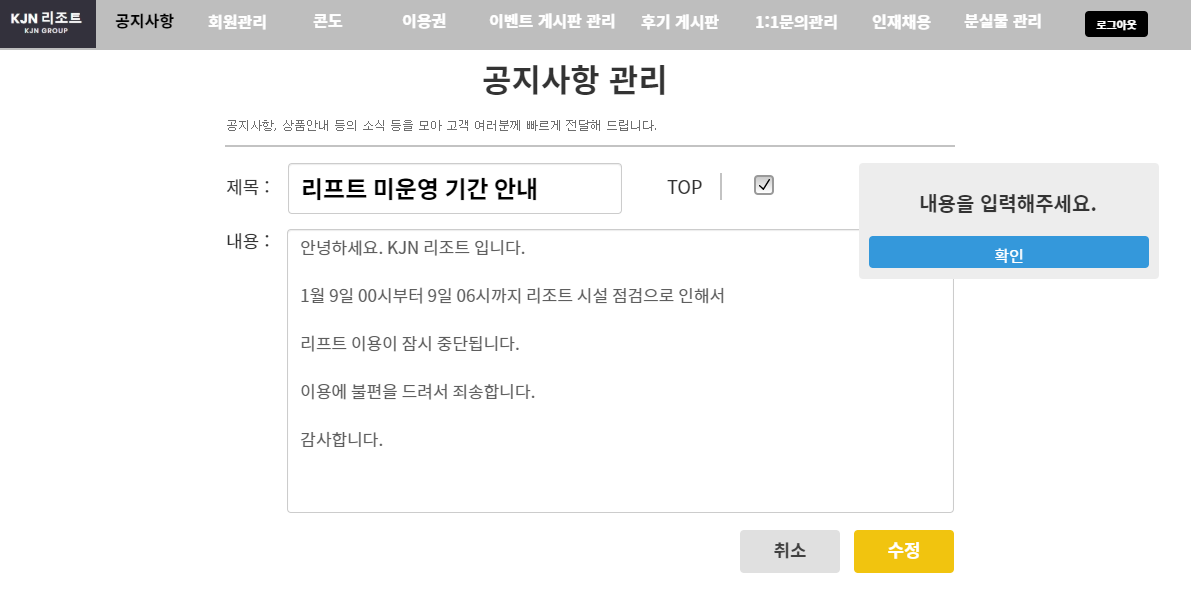 KJN 리조트
KJN GROUP
공지사항 회원관리 콘도 이용권 이벤트 게시판 관리 후기 게시판 1:1문의관리 인재채용 분실물 관리 로그아웃
공지사항 관리
공지사항, 상품안내 등의 소식 등을 모아 고객 여러분께 빠르게 전달해 드립니다.
제목 : 리프트 미운영 기간 안내 TOP
내용을 입력해주세요.
확인
내용 :
안녕하세요. KJN 리조트 입니다.
1월 9일 00시부터 9일 06시까지 리조트 시설 점검으로 인해서
리프트 이용이 잠시 중단됩니다.
이용에 불편을 드려서 죄송합니다.
감사합니다.
취소 수정